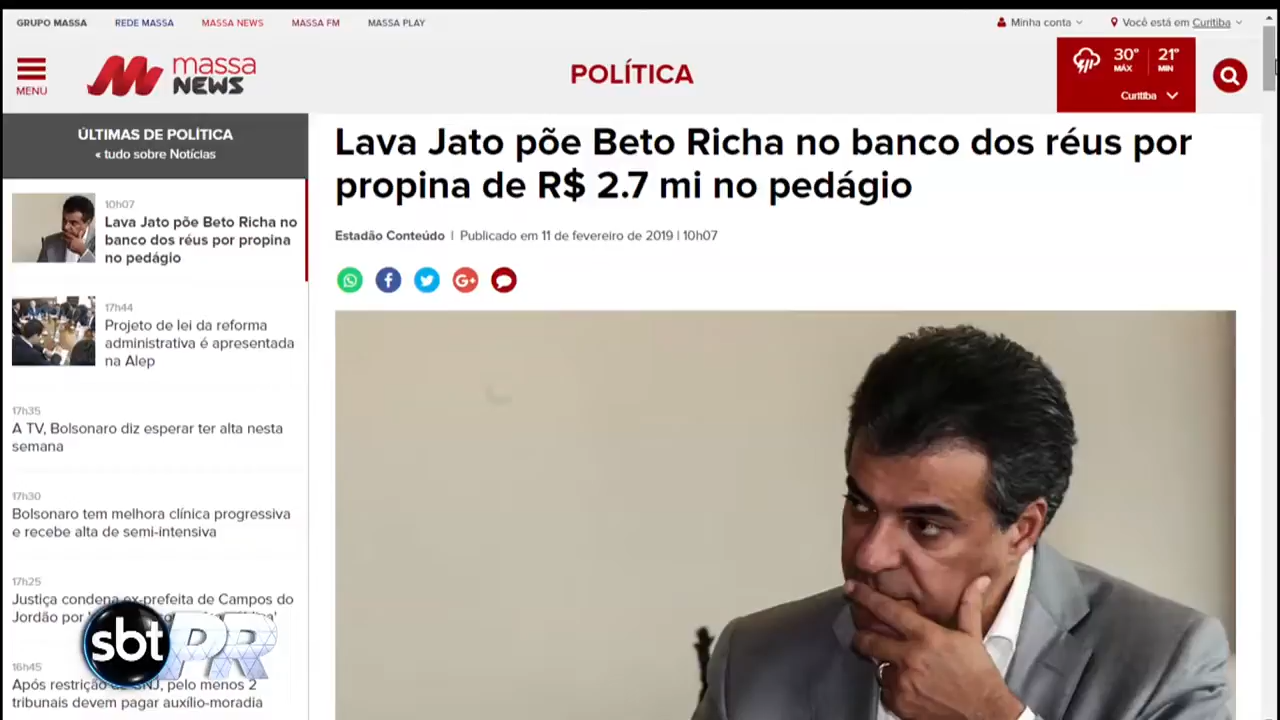 GRUPO MASSA REDE MASSA MASSA NEWS MASSA FM MASSA PLAY Minha conta Você está em Curitiba
MENU
massa
NEWS
POLÍTICA
30° 21°
MÁX MIN
Curitiba
ÚLTIMAS DE POLÍTICA
« tudo sobre Notícias
10h07
Lava Jato põe Beto Richa no
banco dos réus por propina
no pedágio
17h44
Projeto de lei da reforma
administrativa é apresentada
na Alep
17h35
A TV, Bolsonaro diz esperar ter alta nesta
semana
17h30
Bolsonaro tem melhora clínica progressiva
e recebe alta de semi-intensiva
17h25
Justiça condena ex-prefeita de Campos do
Jordão por
16h45
Após restrição CNJ, pelo menos 2
tribunais devem pagar auxílio-moradia
Lava Jato põe Beto Richa no banco dos réus por
propina de R$ 2.7 mi no pedágio
Estadão Conteúdo | Publicado em 11 de fevereiro de 2019 | 10h07
G+
sbt PR